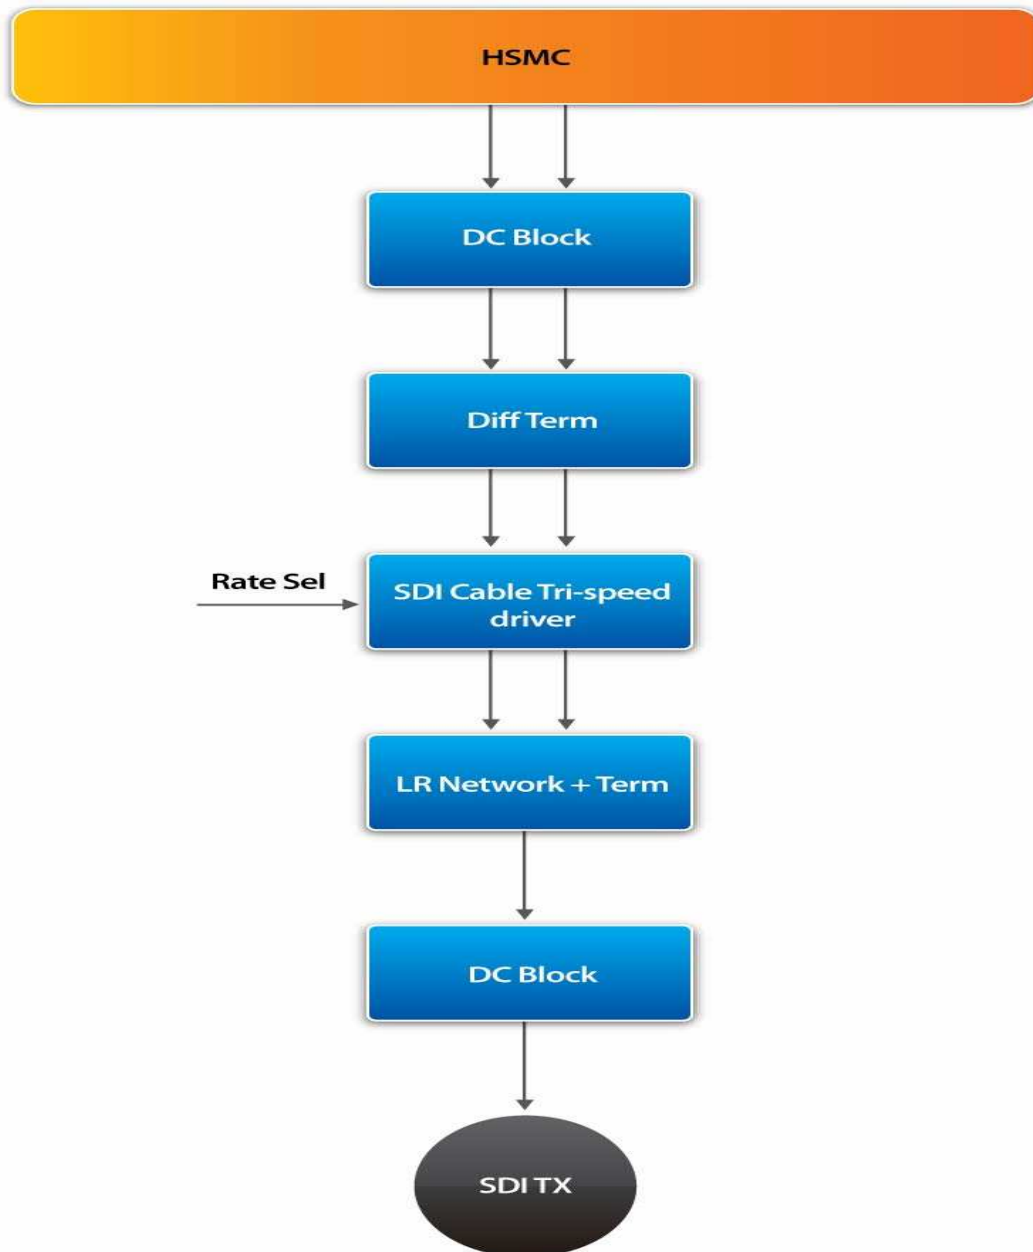 HSMC
DC Block
Diff Term
Rate Sel
SDI Cable Tri-speed
driver
LR Network + Term
DC Block
SDI TX